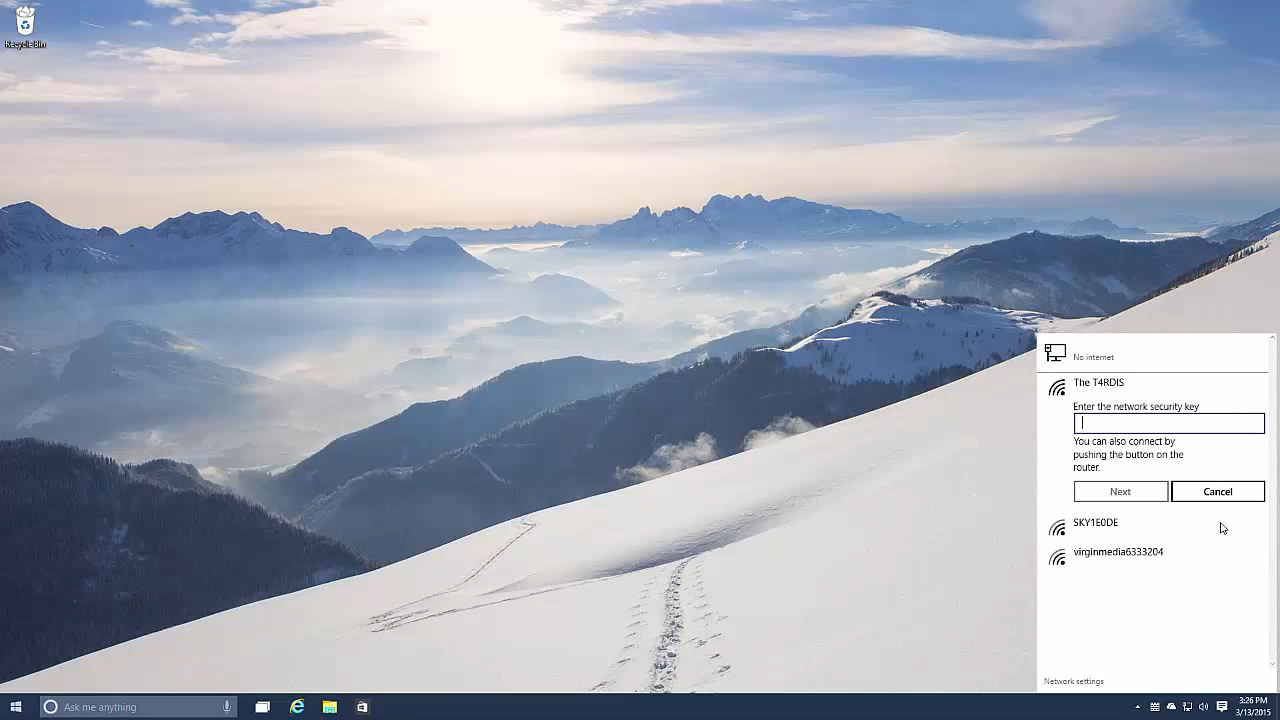 Recycle Bin
No internet
The T4RDIS
Enter the network security key
You can also connect by
pushing the button on the
router.
Next
Cancel
SKY1E0DE
virginmedia6333204
Network settings
Ask me anything
3:26 PM
3/13/2015